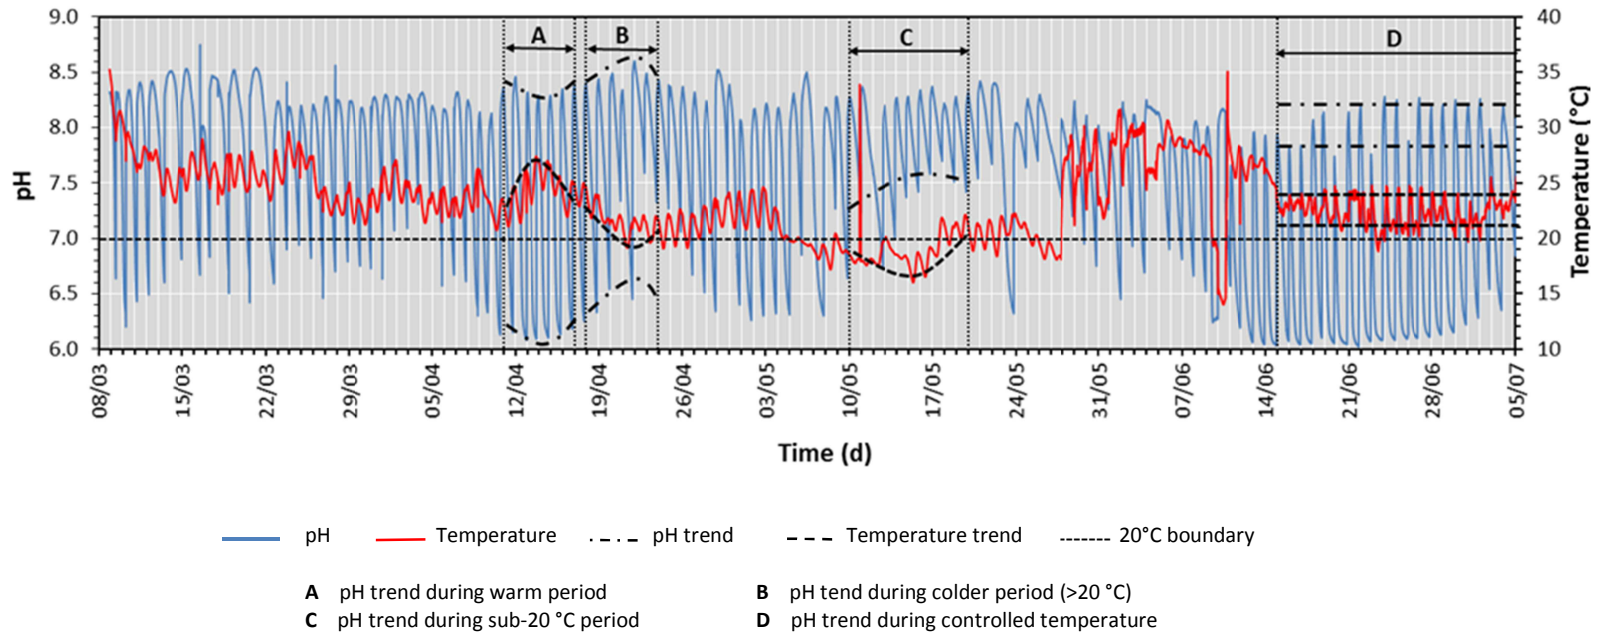 9.0 40
A B C D
8.5 35
8.0 30
7.5 25
7.0 20
6.5 15
6.0 10
pH
Temperature (°C)
08/03 15/03 22/03 29/03 05/04 12/04 19/04 26/04 03/05 10/05 17/05 24/05 31/05 07/06 14/06 21/06 28/06 05/07
Time (d)
pH Temperature pH trend Temperature trend 20°C boundary
A pH trend during warm period B pH tend during colder period (>20 °C)
C pH trend during sub-20 °C period D pH trend during controlled temperature